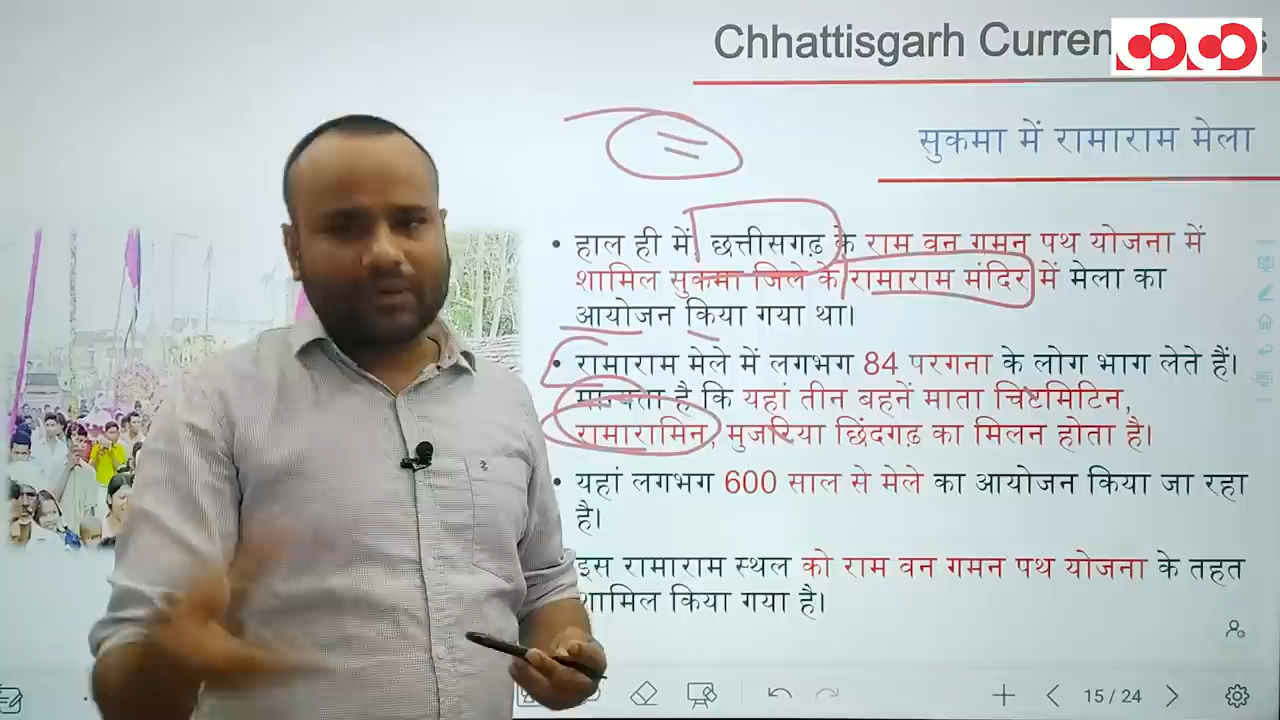 Chhattisgarh Curren
सुकमा में रामाराम मेला
• हाल ही में छत्तीसगढ़ के राम वन गमन पथ योजना में
शामिल सुकमा जिले के रामाराम मंदिर में मेला का
आयोजन किया गया था।
• रामाराम मेले में लगभग 84 परगना के लोग भाग लेते हैं।
मान्यता है कि यहां तीन बहनें माता चिटमिटिन,
रामारामिन, मुजरिया छिंदगढ़ का मिलन होता है।
• यहां लगभग 600 साल से मेले का आयोजन किया जा रहा
है।
इस रामाराम स्थल को राम वन गमन पथ योजना के तहत
शामिल किया गया है।
15 / 24